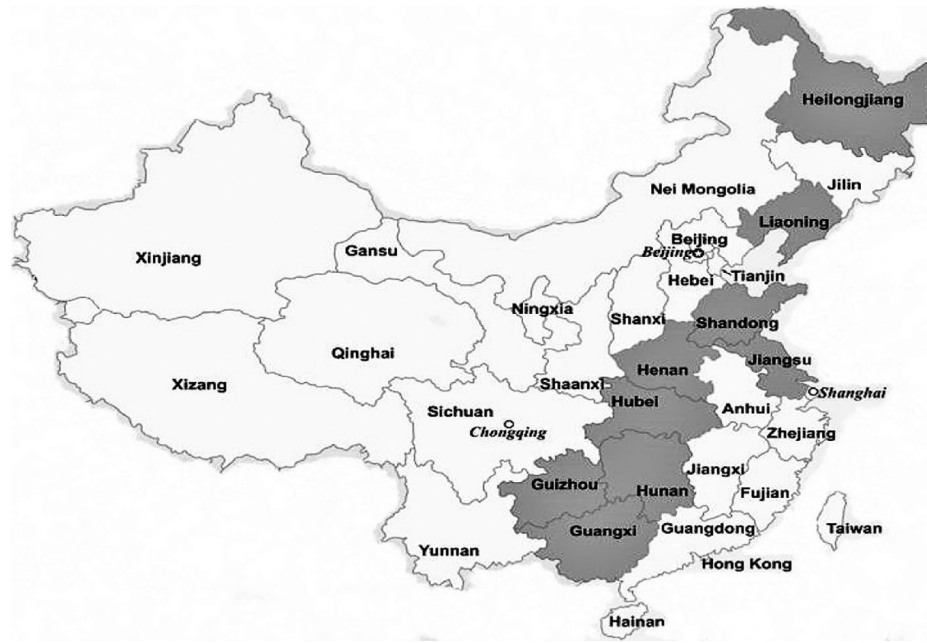 Heilongjiang
Jilin
Nei Mongolia
Liaoning
Beijing
Beijing
Xinjiang
Gansu
Hebei
Tianjin
Ningxia
Shanxi
Shandong
Qinghai
Jiangsu
Henan
Xizang
Shaanxi
Shanghai
Hubei
Sichuan
Anhui
Chongqing
Zhejiang
Jiangxi
Guizhou
Hunan
Fujian
Guangxi
Guangdong
Taiwan
Yunnan
Hong Kong
Hainan